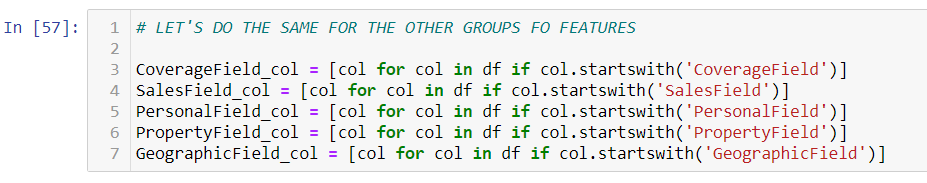 In [57]:
1 # LET'S DO THE SAME FOR THE OTHER GROUPS FO FEATURES
2
3 CoverageField_col = [col for col in df if col.startswith('CoverageField')]
4 SalesField_col = [col for col in df if col.startswith('SalesField')]
5 PersonalField_col = [col for col in df if col.startswith('PersonalField')]
6 PropertyField_col = [col for col in df if col.startswith('PropertyField')]
7 GeographicField_col = [col for col in df if col.startswith('GeographicField')]